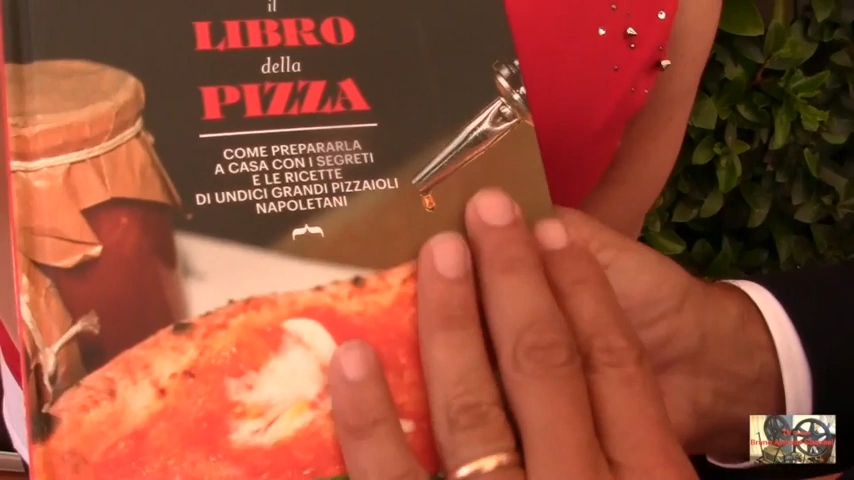 il
LIBRO
della
PIZZA
COME PREPARARLA
A CASA CON I SEGRETI
E LE RICETTE
DI UNDICI GRANDI PIZZAIOLI
NAPOLETANI